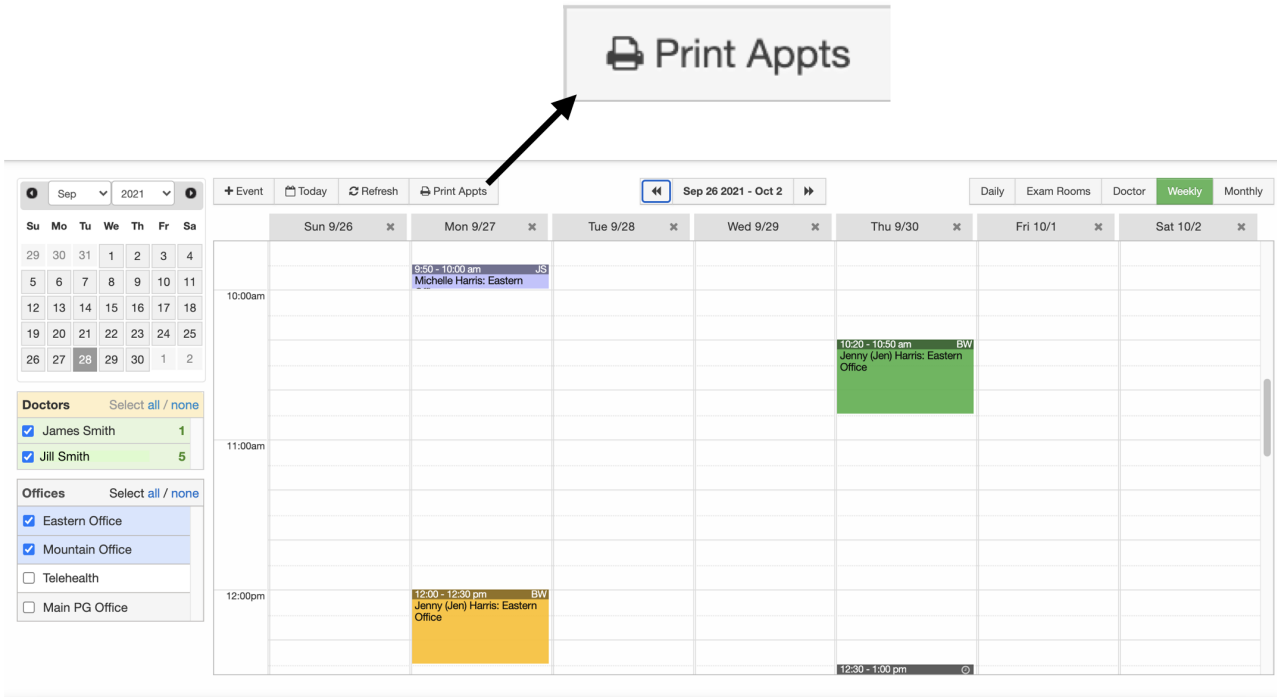 Print Appts
Sep 2021
Su Mo Tu We Th Fr Sa
29 30 31 1 2 3 4
5 6 7 8 9 10 11
12 13 14 15 16 17 18
19 20 21 22 23 24 25
26 27 28 29 30 1 2
Doctors Select all / none
James Smith 1
Jill Smith 5
Offices Select all / none
Eastern Office
Mountain Office
Telehealth
Main PG Office
+ Event Today Refresh Print Appts Sep 26 2021 - Oct 2 Daily Exam Rooms Doctor Weekly Monthly
Sun 9/26 Mon 9/27 Tue 9/28 Wed 9/29 Thu 9/30 Fri 10/1 Sat 10/2
9:50 - 10:00 am JS
Michelle Harris: Eastern
10:00am
10:20 - 10:50 am BW
Jenny (Jen) Harris: Eastern
Office
11:00am
12:00pm
12:00 - 12:30 pm BW
Jenny (Jen) Harris: Eastern
Office
12:30 - 1:00 pm